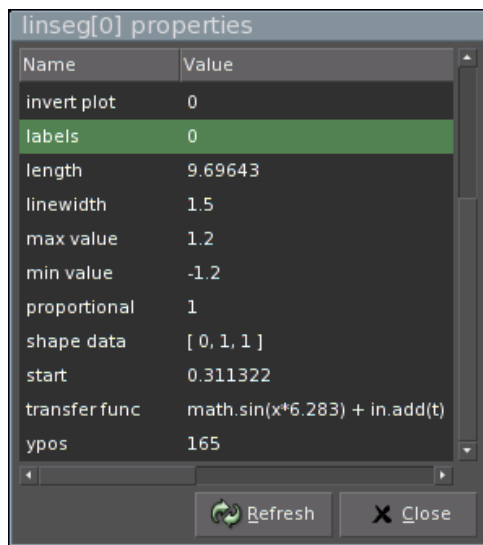 linseg[0] properties
Name Value
invert plot 0
labels 0
length 9.69643
linewidth 1.5
max value 1.2
min value -1.2
proportional 1
shape data [ 0, 1, 1 ]
start 0.311322
transfer func math.sin(x*6.283) + in.add(t)
ypos 165
Refresh Close